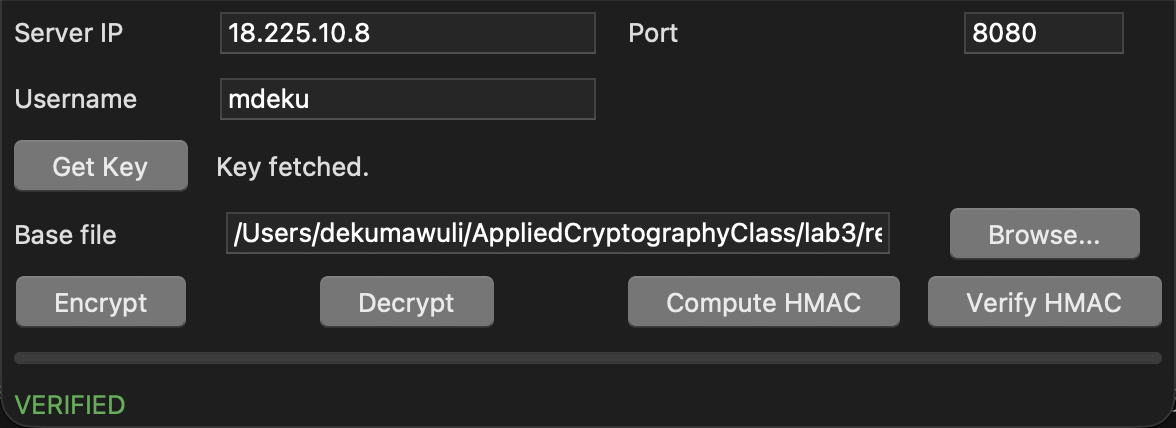 Server IP 18.225.10.8 Port 8080
Username mdeku
Get Key Key fetched.
Base file /Users/dekumawuli/AppliedCryptographyClass/lab3/re Browse...
Encrypt Decrypt Compute HMAC Verify HMAC
VERIFIED